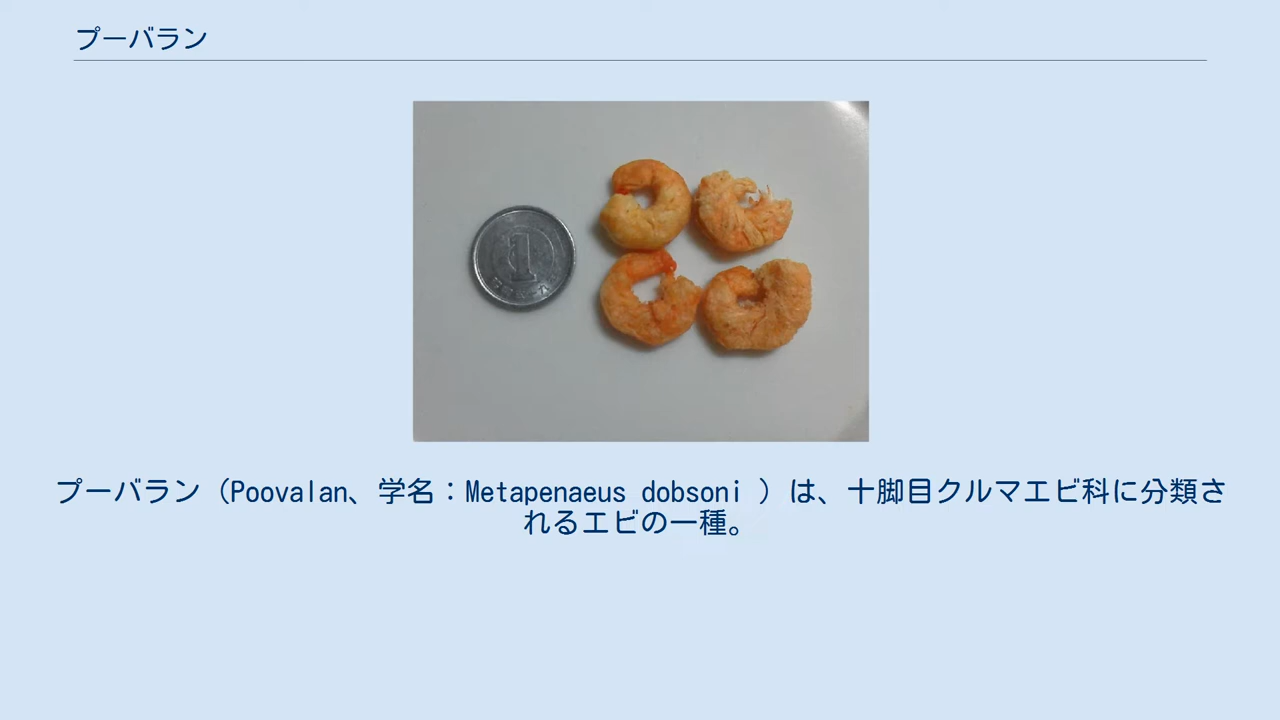 プーバラン
1
プーバラン（Poovalan、学名：Metapenaeus dobsoni ）は、十脚目クルマエビ科に分類さ
れるエビの一種。